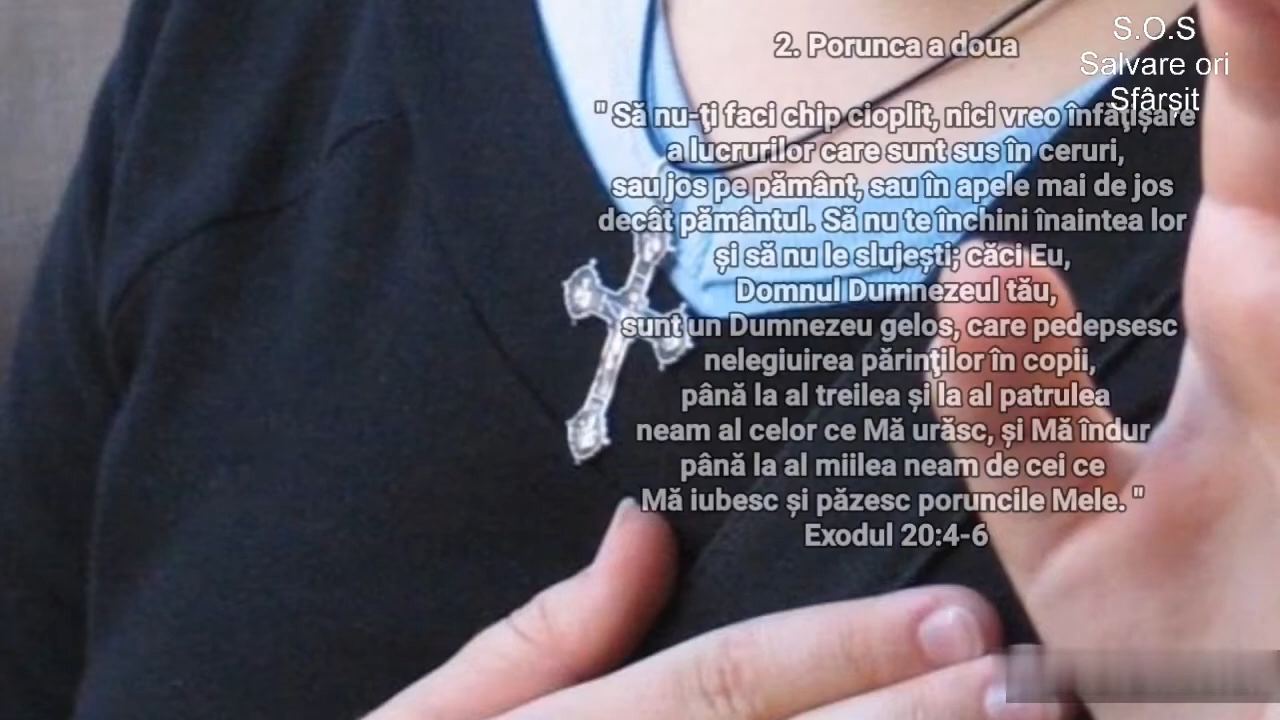 S.O.S
Salvare ori
Sfârșit
2. Porunca a doua
" Să nu-ţi faci chip cioplit, nici vreo înfăţişare
a lucrurilor care sunt sus în ceruri,
sau jos pe pământ, sau în apele mai de jos
decât pământul. Să nu te închini înaintea lor
și să nu le slujești; căci Eu,
Domnul Dumnezeul tău,
sunt un Dumnezeu gelos, care pedepsesc
nelegiuirea părinţilor în copii,
până la al treilea și la al patrulea
neam al celor ce Mă urăsc, și Mă îndur
până la al miilea neam de cei ce
Mă iubesc și păzesc poruncile Mele. "
Exodul 20:4-6